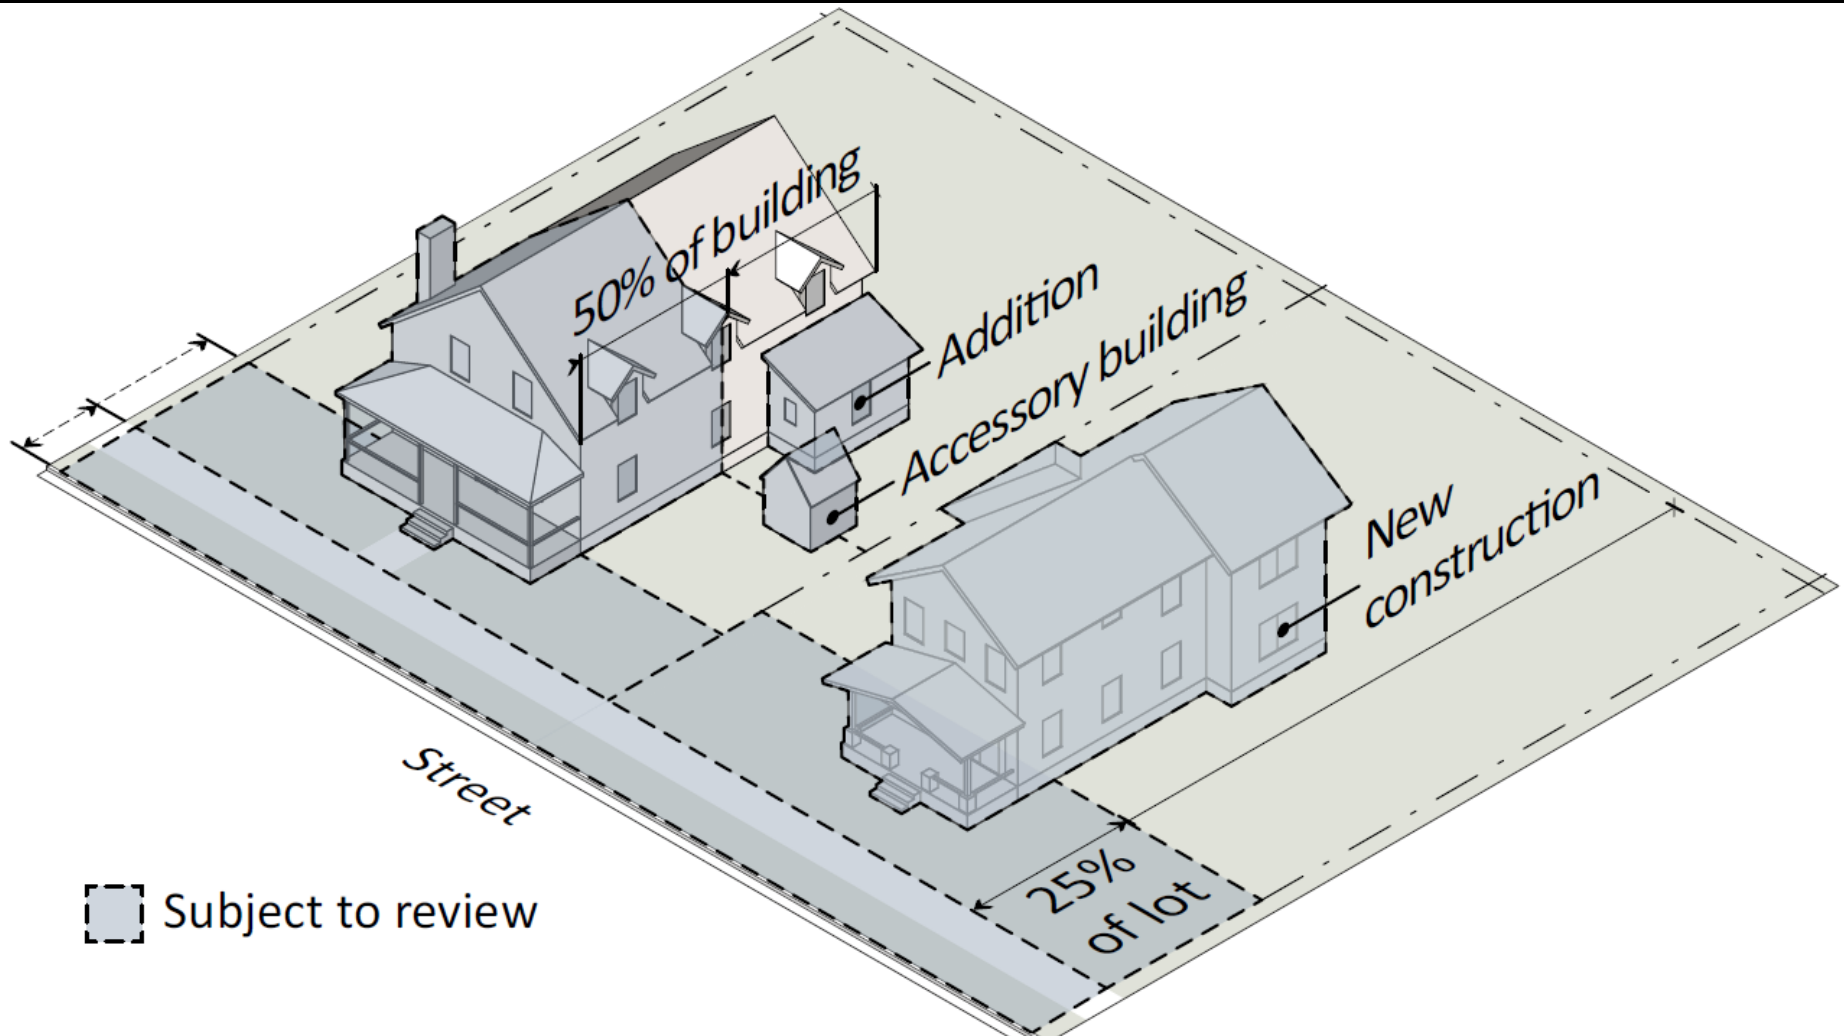 50% of building
Addition
Accessory building
New
construction
Street
25%
of lot
Subject to review